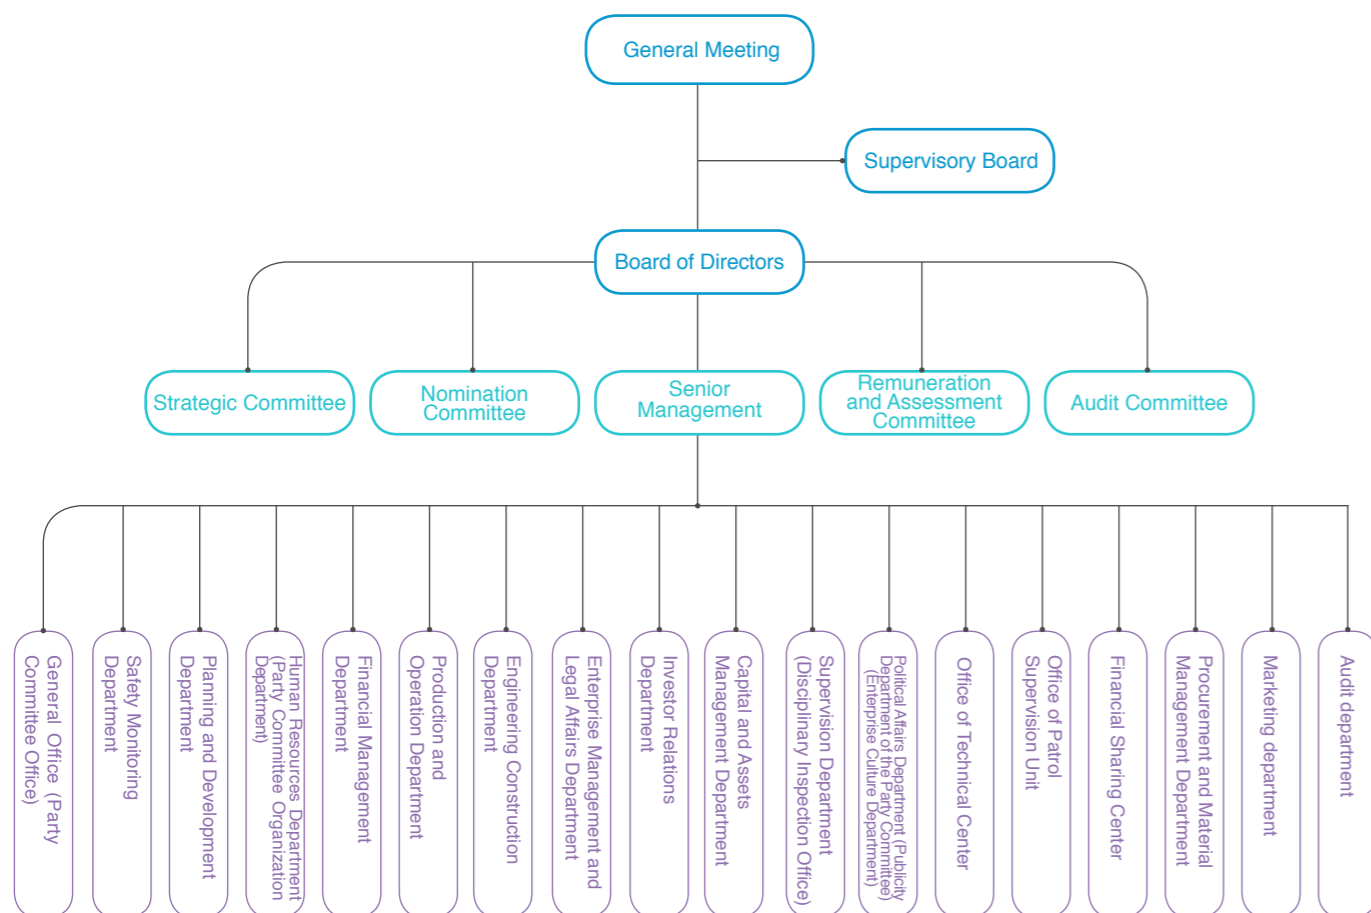 General Meeting
Supervisory Board
Board of Directors
Strategic Committee
Nomination
Committee
Senior
Management
Remuneration
and Assessment
Committee
Audit Committee
General Office (Party
Committee Office)
Safety Monitoring
Department
Planning and Development
Department
Human Resources Department
(Party Committee Organization
Department)
Financial Management
Department
Production and
Operation Department
Engineering Construction
Department
Enterprise Management and
Legal Affairs Department
Investor Relations
Department
Capital and Assets
Management Department
Supervision Department
(Disciplinary Inspection Office)
Political Affairs Department (Publicity
Department of the Party Committee)
(Enterprise Culture Department)
Office of Technical Center
Office of Patrol
Supervision Unit
Financial Sharing Center
Procurement and Material
Management Department
Marketing department
Audit department